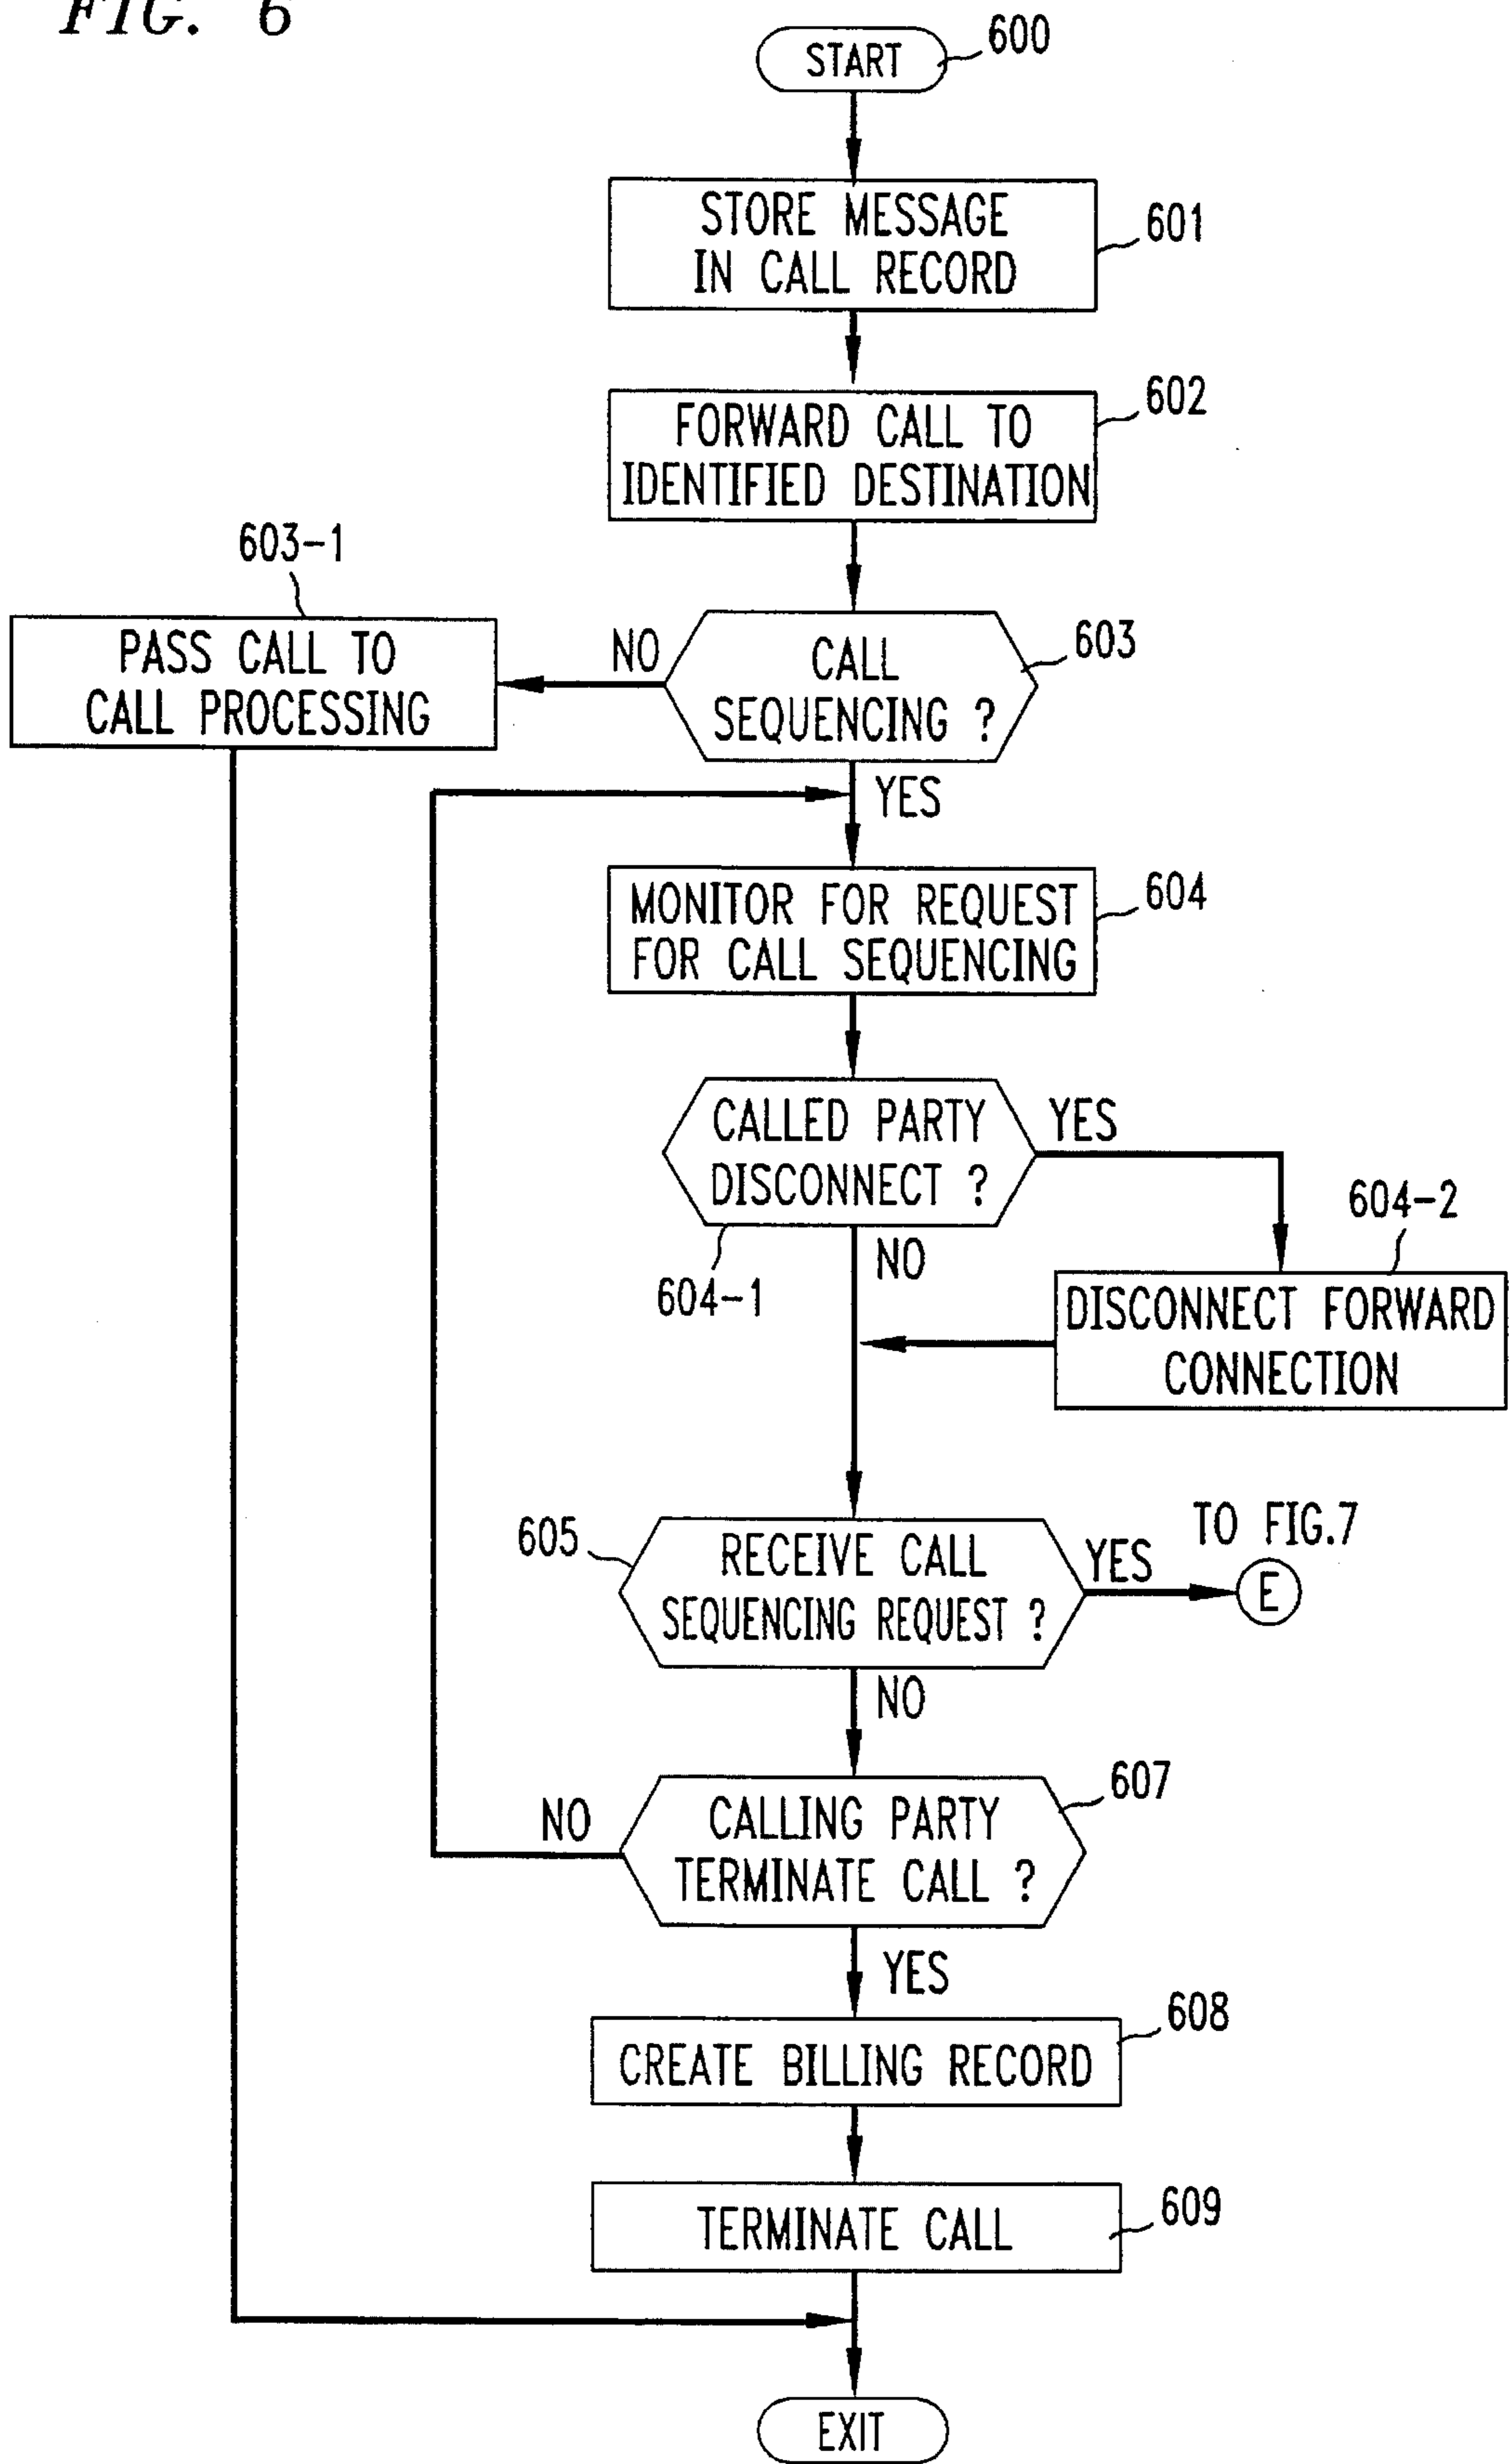 FIG. 6
START
600
STORE MESSAGE
IN CALL RECORD
601
FORWARD CALL TO
IDENTIFIED DESTINATION
602
603-1
PASS CALL TO
CALL PROCESSING
NO
CALL
SEQUENCING ?
603
YES
MONITOR FOR REQUEST
FOR CALL SEQUENCING
604
CALLED PARTY
DISCONNECT ?
YES
604-1
NO
604-2
DISCONNECT FORWARD
CONNECTION
605
RECEIVE CALL
SEQUENCING REQUEST ?
YES
TO FIG.7
E
NO
CALLING PARTY
TERMINATE CALL ?
607
NO
YES
CREATE BILLING RECORD
608
TERMINATE CALL
609
EXIT